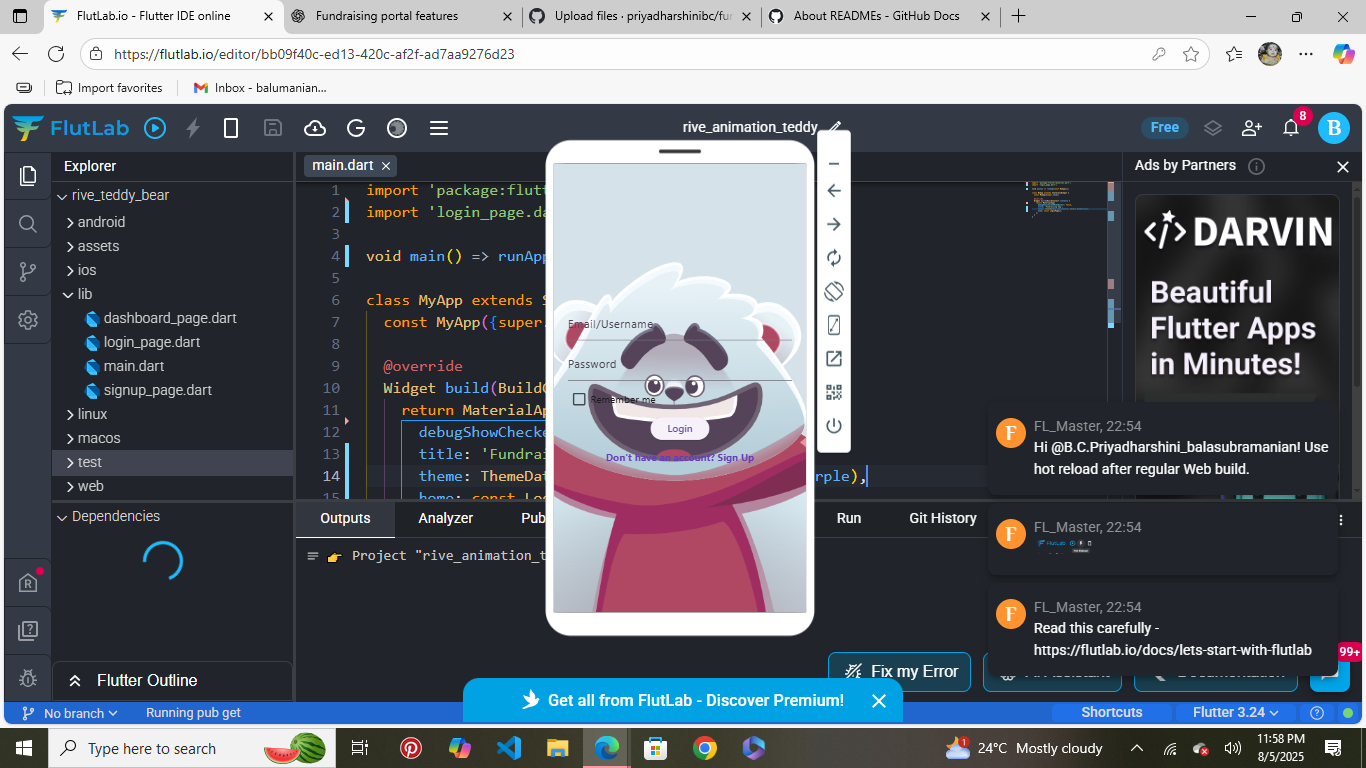 FlutLab.io - Flutter IDE online
Fundraising portal features
Upload files · priyadharshinibc/fun
About READMEs - GitHub Docs
https://flutlab.io/editor/bb09f40c-ed13-420c-af2f-ad7aa9276d23
Import favorites
Inbox - balumanian...
FlutLab
rive_animation_teddy
Free
8
B
Explorer
main.dart
Ads by Partners
rive_teddy_bear
android
assets
ios
lib
dashboard_page.dart
login_page.dart
main.dart
signup_page.dart
linux
macos
test
web
1 import 'package:flutt
2 import 'login_page.da
3
4 void main() => runApp
5
6 class MyApp extends S
7 const MyApp({super.
8
9 @override
10 Widget build(BuildC
11 return MaterialAp
12 debugShowChecke
13 title: 'Fundrai
14 theme: ThemeDat
rple),
15 home: const Lo
Email/Username
Password
Remember me
Login
Don't have an account? Sign Up
DARVIN
Beautiful
Flutter Apps
in Minutes!
F
FL_Master, 22:54
Hi @B.C.Priyadharshini_balasubramanian! Use
hot reload after regular Web build.
F
FL_Master, 22:54
FlutLab
F
FL_Master, 22:54
Read this carefully -
https://flutlab.io/docs/lets-start-with-flutlab
99+
Dependencies
Flutter Outline
Outputs
Analyzer
Pub
Run
Git History
Project "rive_animation_t
Fix my Error
Get all from FlutLab - Discover Premium!
No branch
Running pub get
Shortcuts
Flutter 3.24
Type here to search
1
24°C Mostly cloudy
11:58 PM
8/5/2025